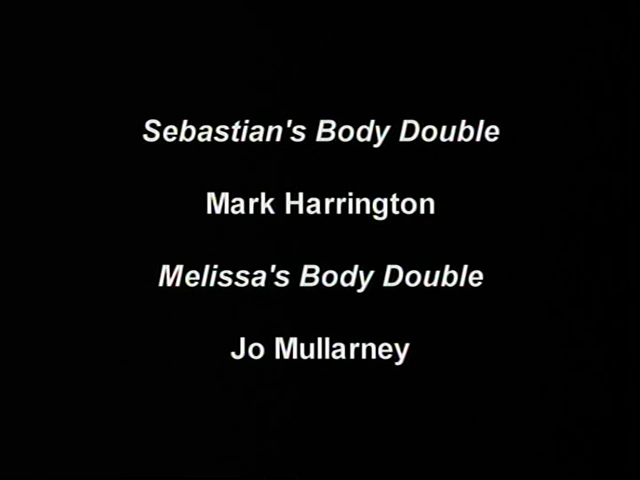 Sebastian's Body Double
Mark Harrington
Melissa's Body Double
Jo Mullarney